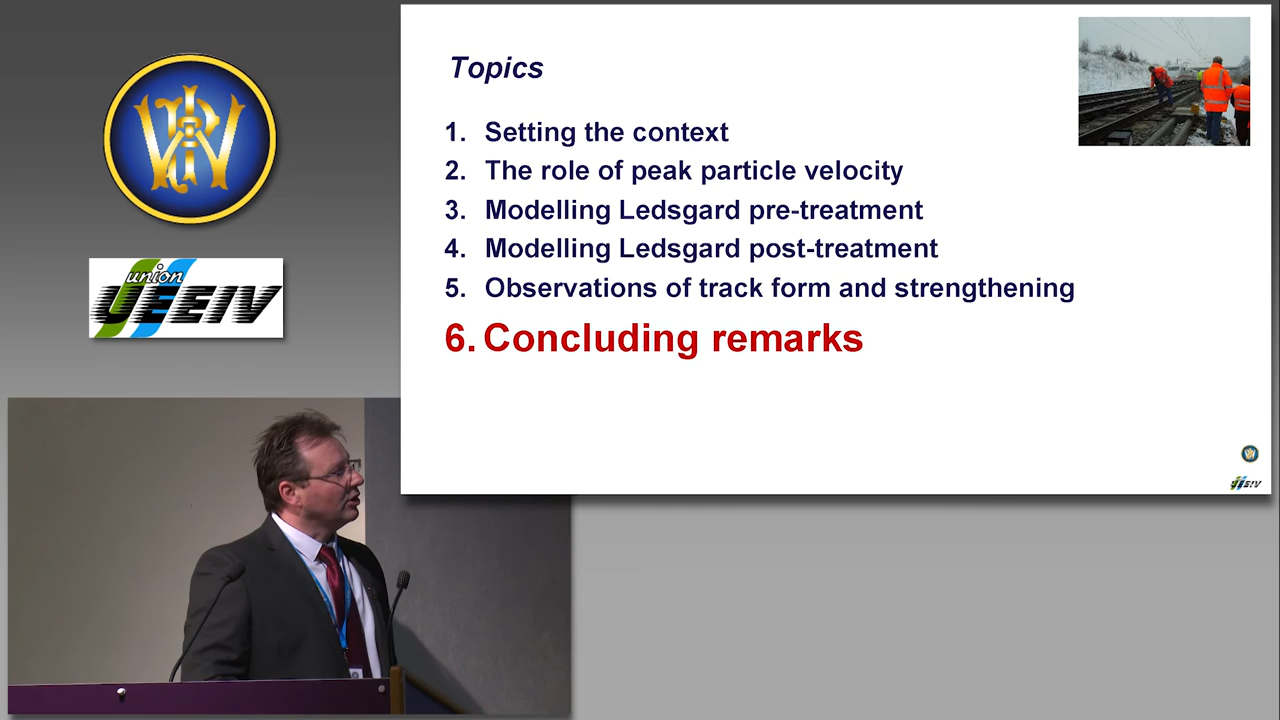 Topics
1. Setting the context
2. The role of peak particle velocity
3. Modelling Ledsgard pre-treatment
4. Modelling Ledsgard post-treatment
5. Observations of track form and strengthening
6. Concluding remarks
union
UEEIV
UEEIV